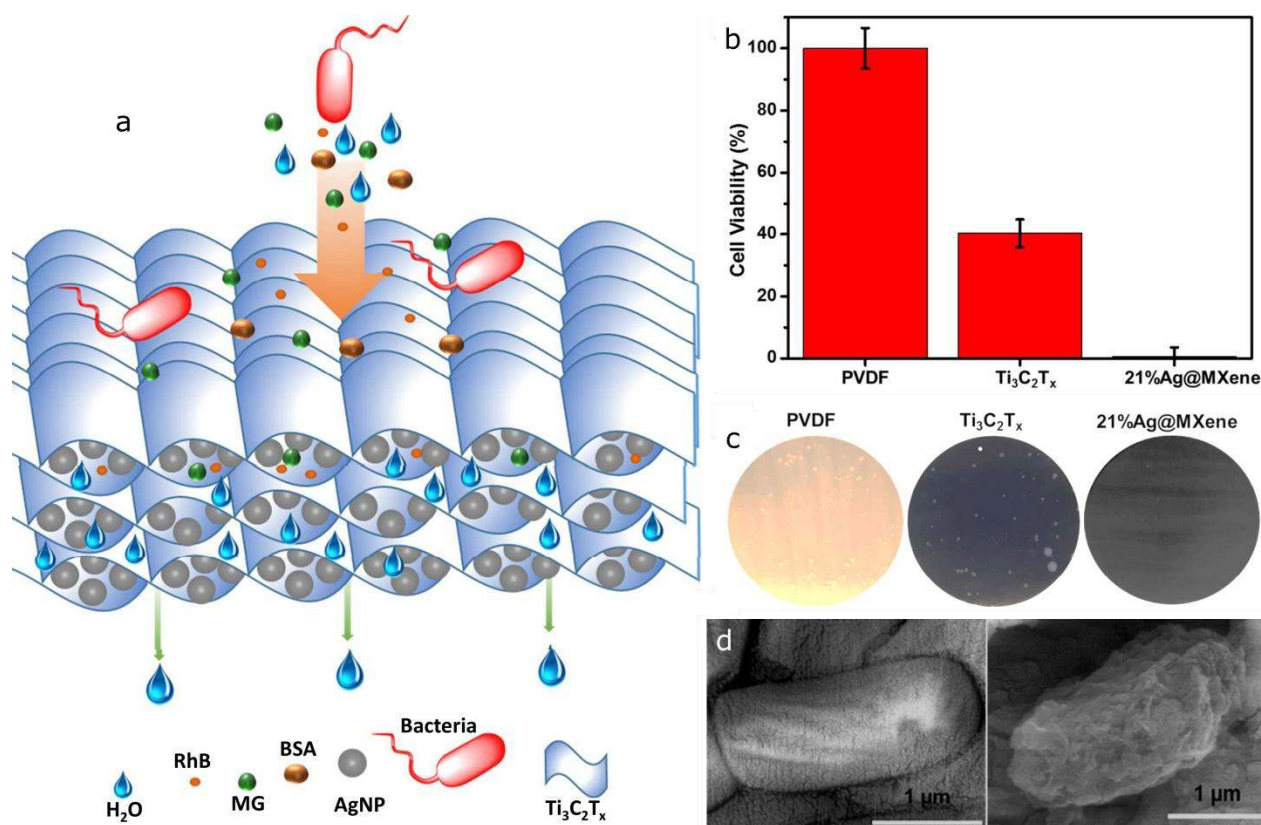 a
RhB
BSA
Bacteria
H₂O
MG
AgNP
Ti₃C₂Tₓ
b
Cell Viability (%)
100
80
60
40
20
0
PVDF
Ti₃C₂Tₓ
21%Ag@MXene
c
PVDF
Ti₃C₂Tₓ
21%Ag@MXene
d
1 µm
1 µm